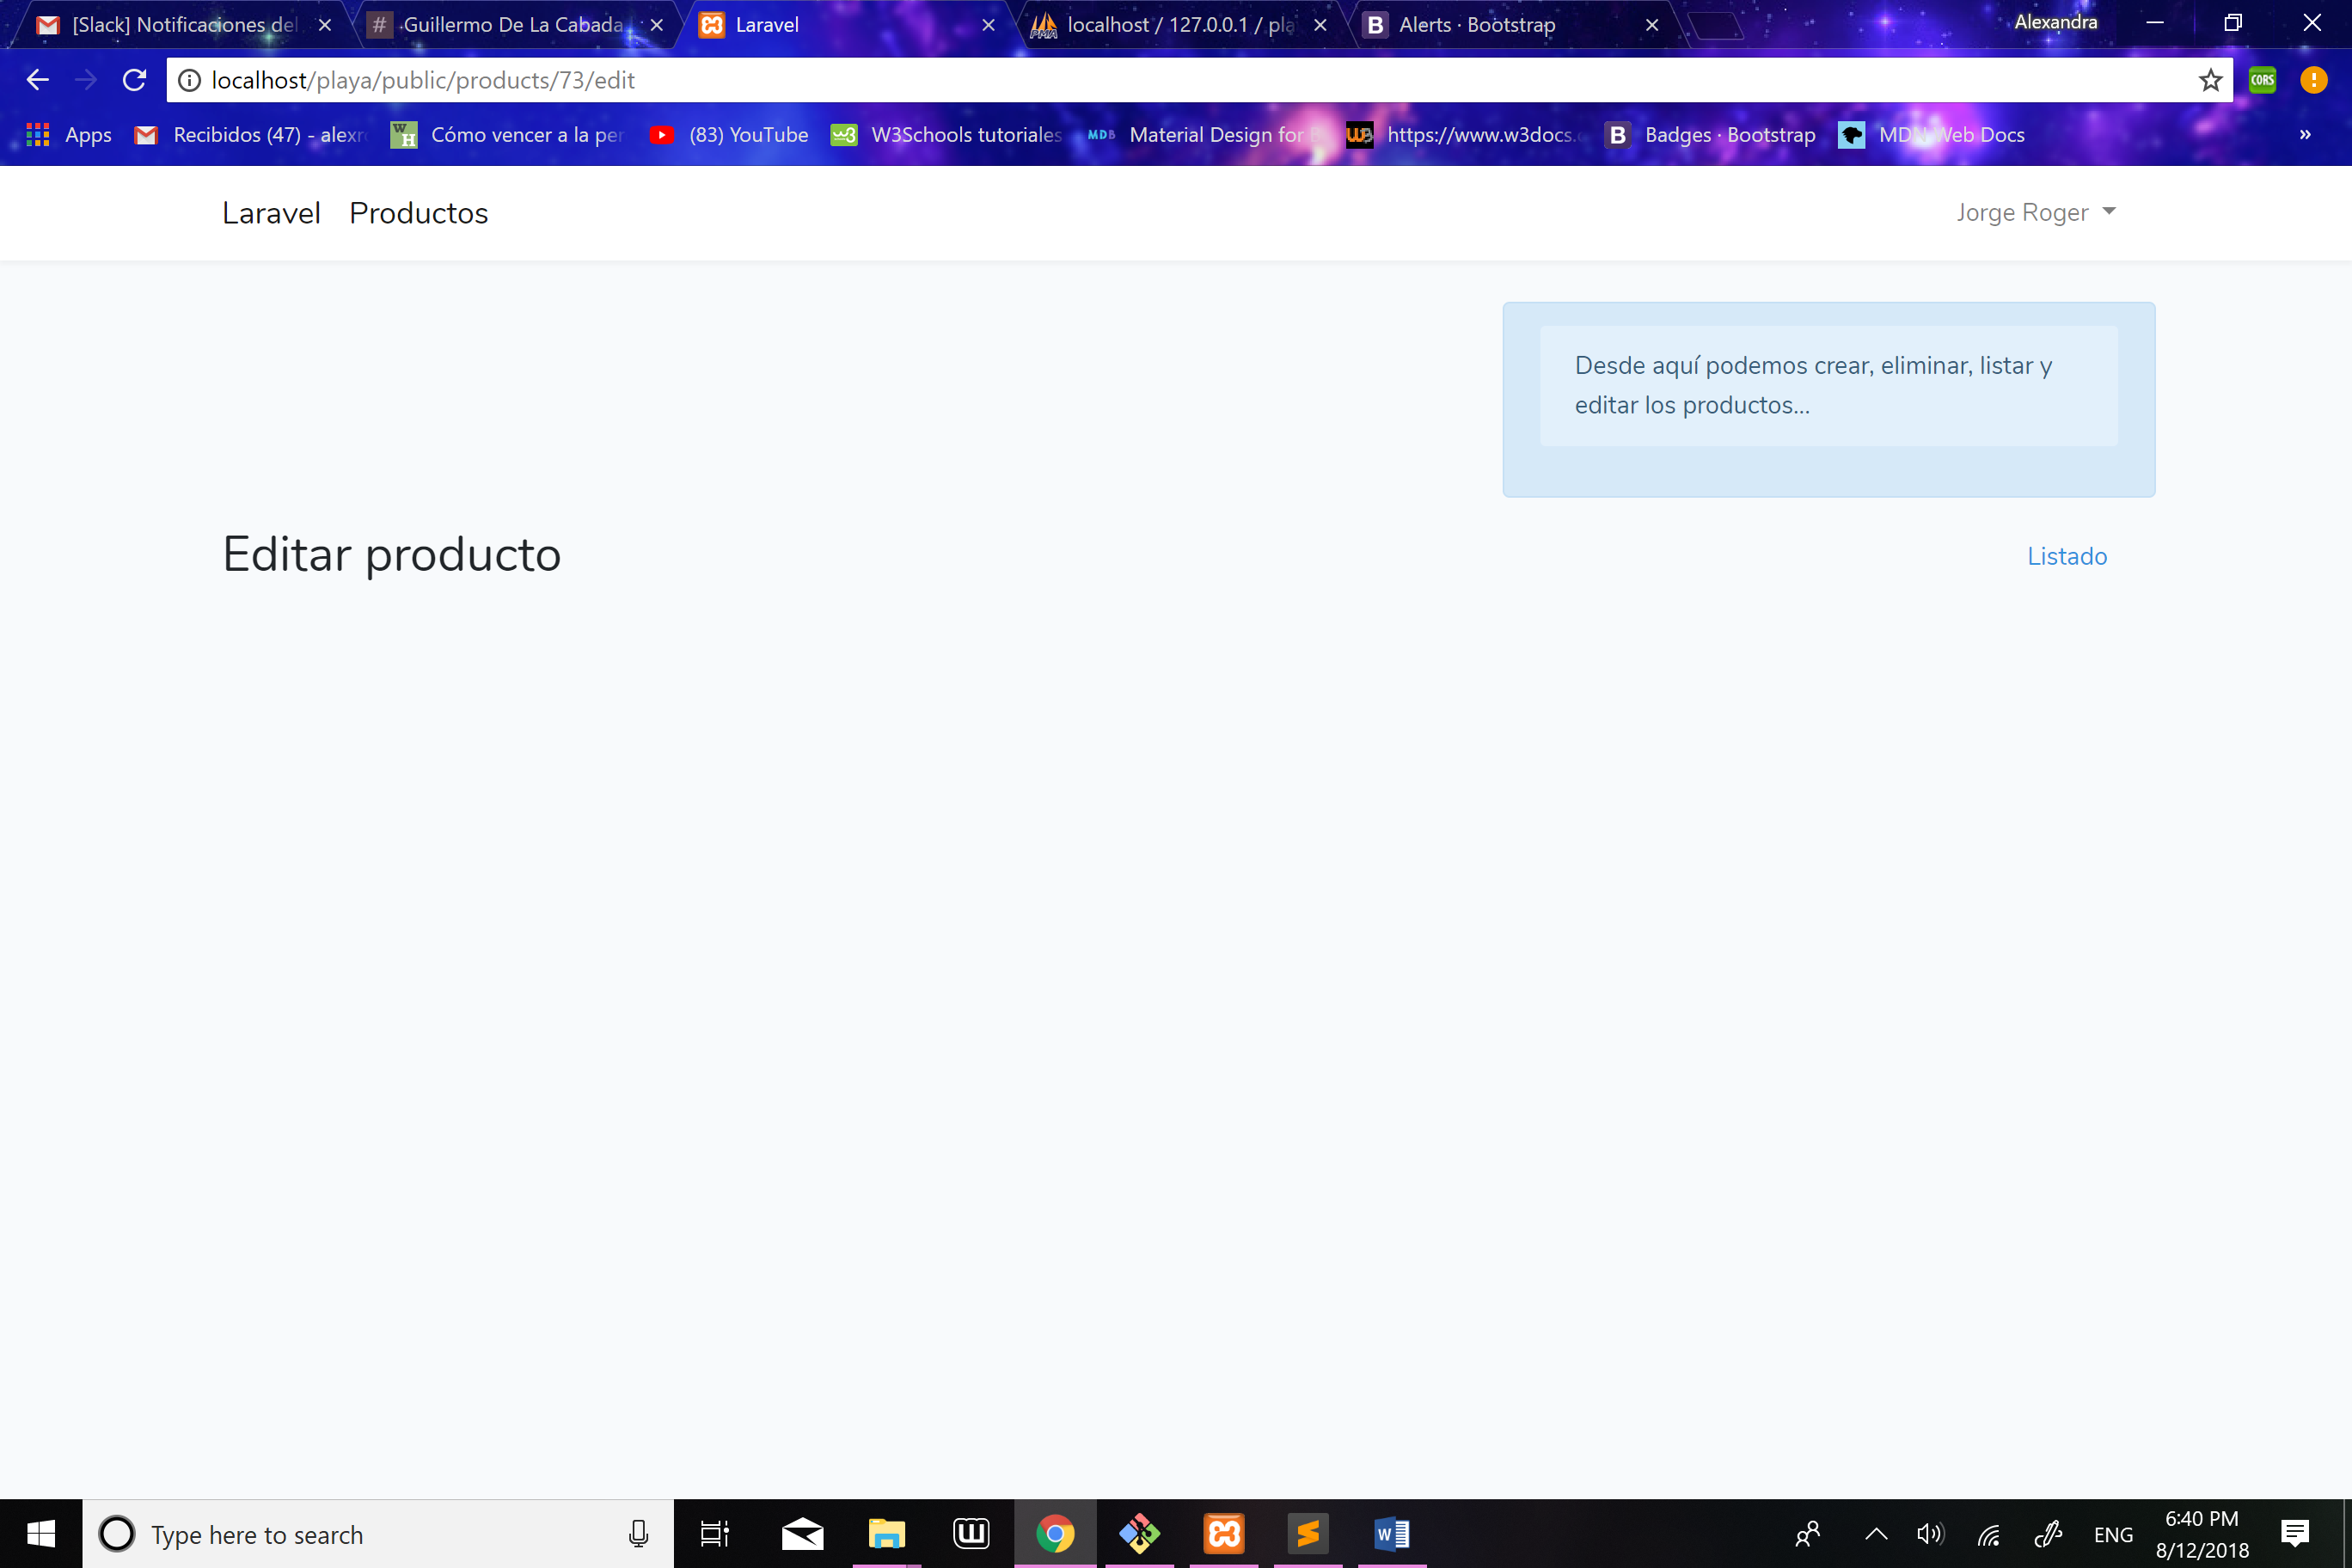 [Slack] Notificaciones del
Guillermo De La Cabada
Laravel
localhost / 127.0.0.1 / pla
Alerts · Bootstrap
Alexandra
localhost/playa/public/products/73/edit
CORS
Apps
Recibidos (47) - alexr
Cómo vencer a la per
(83) YouTube
W3Schools tutoriales
Material Design for B
https://www.w3docs.c
Badges · Bootstrap
MDN Web Docs
»
Laravel
Productos
Jorge Roger
Desde aquí podemos crear, eliminar, listar y
editar los productos...
Editar producto
Listado
Type here to search
ENG
6:40 PM
8/12/2018